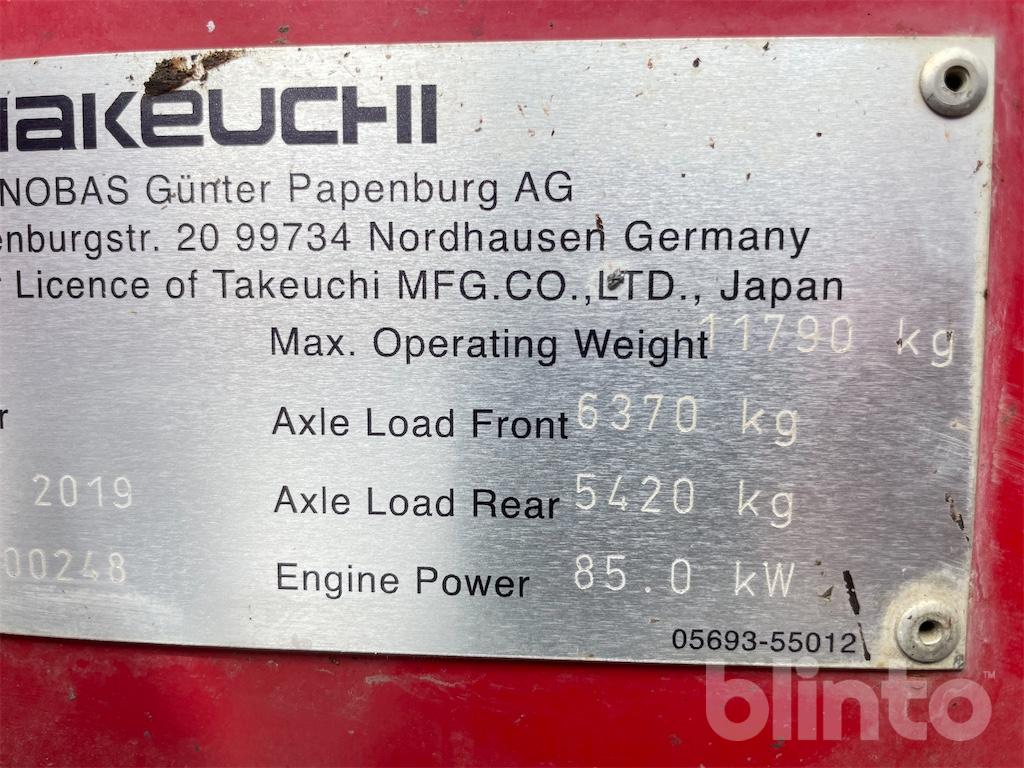 TAKEUCHI
NOBAS Günter Papenburg AG
enburgstr. 20 99734 Nordhausen Germany
r Licence of Takeuchi MFG.CO.,LTD., Japan
Max. Operating Weight 11790 kg
r Axle Load Front 6370 kg
2019 Axle Load Rear 5420 kg
00248 Engine Power 85.0 kW
05693-55012
blinto™